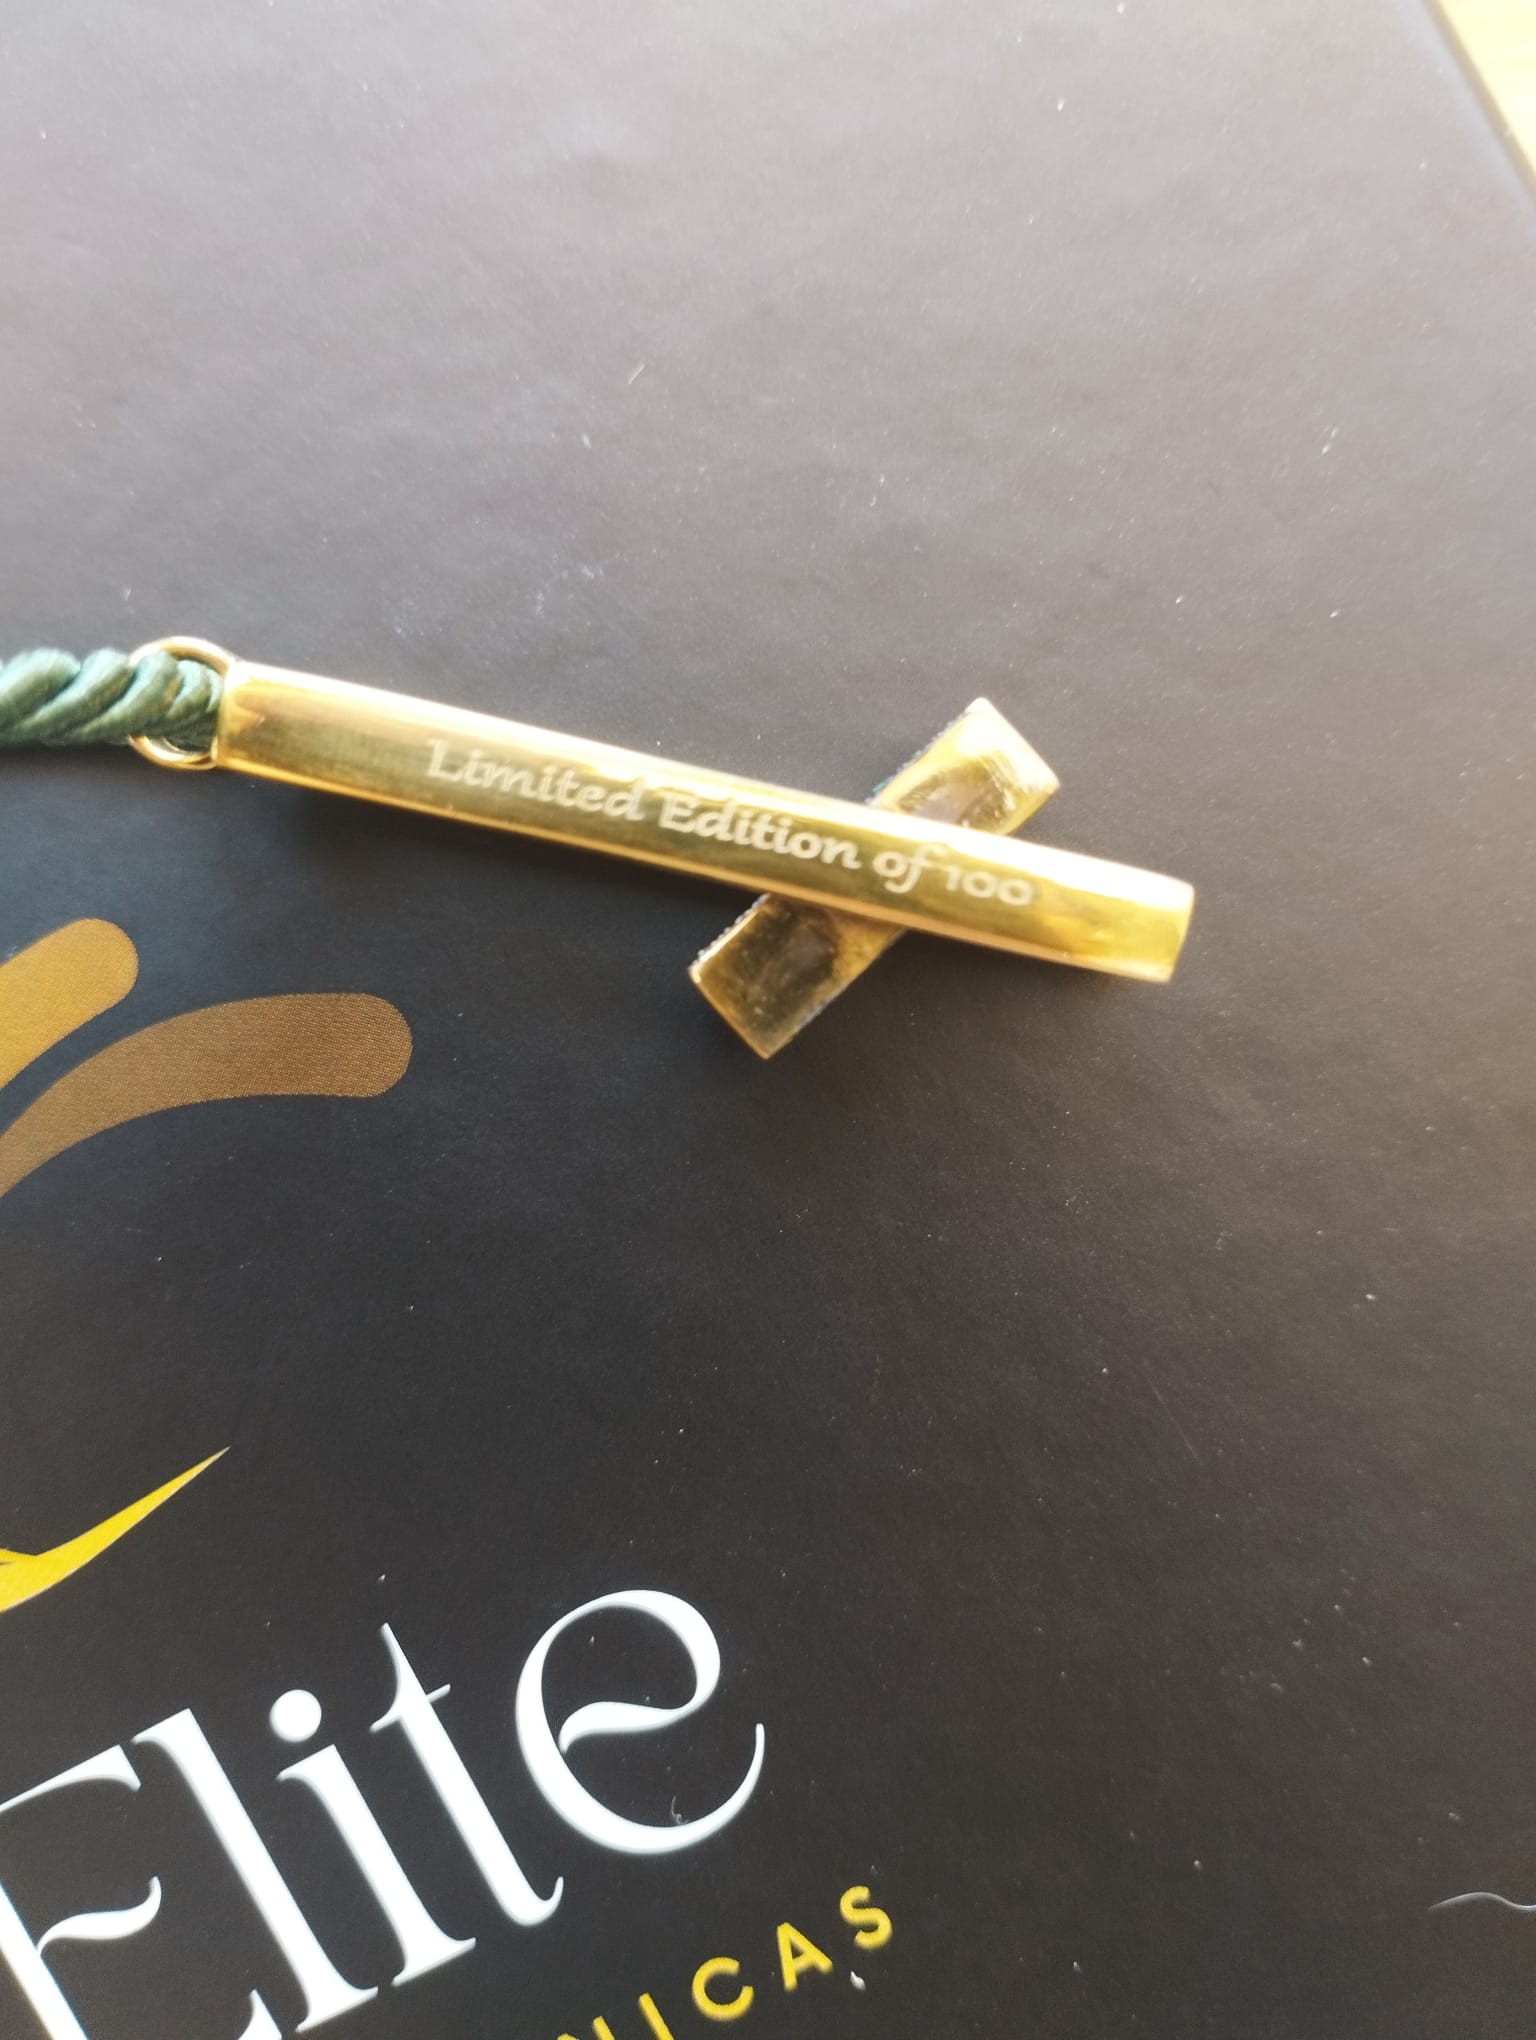 Limited Edition of 100
Elite
NICAS